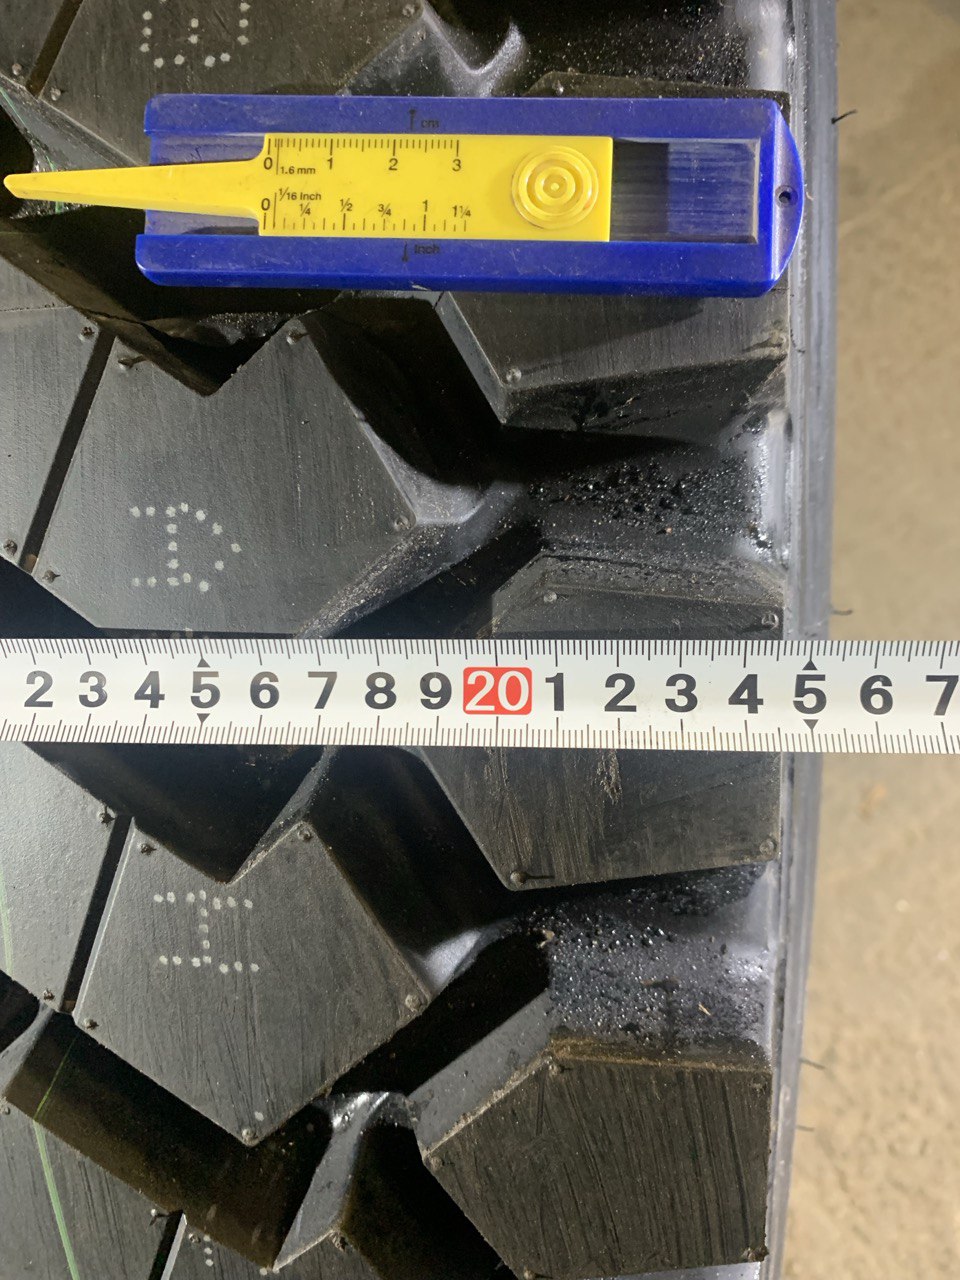 cm
0 1 2 3
1.6 mm
1/16 Inch
0 1/4 1/2 3/4 1 1 1/4
Inch
D
2 3 4 5 6 7 8 9 20 1 2 3 4 5 6 7
I